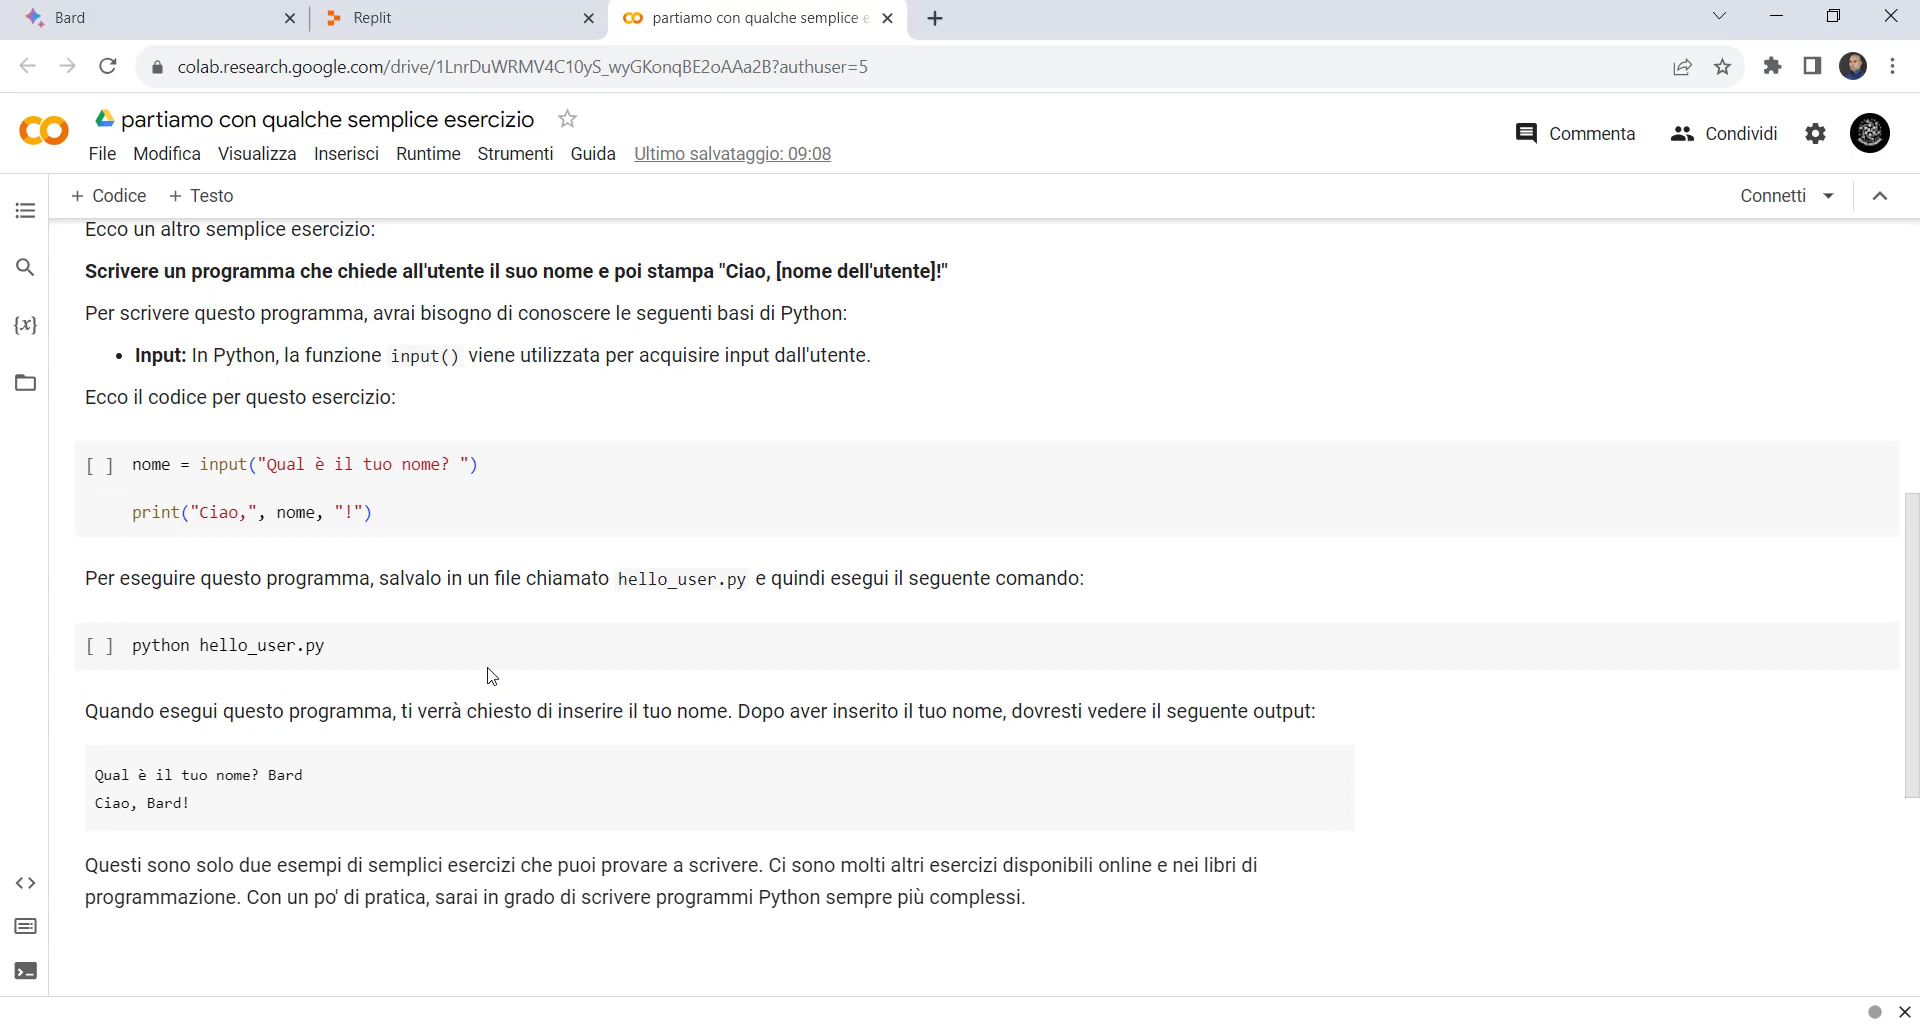 Bard
Replit
partiamo con qualche semplice e
colab.research.google.com/drive/1LnrDuWRMV4C10yS_wyGKonqBE2oAAa2B?authuser=5
partiamo con qualche semplice esercizio
Commenta
Condividi
File Modifica Visualizza Inserisci Runtime Strumenti Guida Ultimo salvataggio: 09:08
+ Codice + Testo
Connetti
Ecco un altro semplice esercizio:
Scrivere un programma che chiede all'utente il suo nome e poi stampa "Ciao, [nome dell'utente]!"
Per scrivere questo programma, avrai bisogno di conoscere le seguenti basi di Python:
• Input: In Python, la funzione input() viene utilizzata per acquisire input dall'utente.
Ecco il codice per questo esercizio:
[ ] nome = input("Qual è il tuo nome? ")
print("Ciao,", nome, "!")
Per eseguire questo programma, salvalo in un file chiamato hello_user.py e quindi esegui il seguente comando:
[ ] python hello_user.py
Quando esegui questo programma, ti verrà chiesto di inserire il tuo nome. Dopo aver inserito il tuo nome, dovresti vedere il seguente output:
Qual è il tuo nome? Bard
Ciao, Bard!
Questi sono solo due esempi di semplici esercizi che puoi provare a scrivere. Ci sono molti altri esercizi disponibili online e nei libri di
programmazione. Con un po' di pratica, sarai in grado di scrivere programmi Python sempre più complessi.